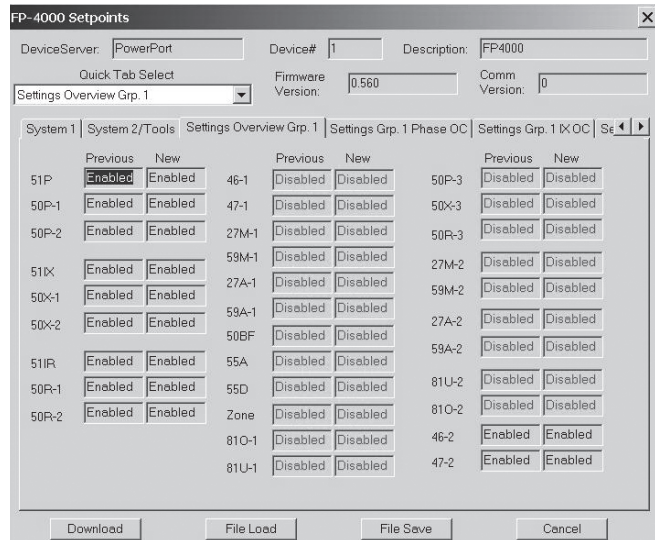 FP-4000 Setpoints
DeviceServer: PowerPort Device# 1 Description: FP4000
Quick Tab Select
Settings Overview Grp. 1
Firmware Version: 0.560
Comm Version: 0
System 1 System 2/Tools Settings Overview Grp. 1 Settings Grp. 1 Phase OC Settings Grp. 1 IX OC Se
Previous New
51P Enabled Enabled
50P-1 Enabled Enabled
50P-2 Enabled Enabled
51IX Enabled Enabled
50X-1 Enabled Enabled
50X-2 Enabled Enabled
51IR Enabled Enabled
50R-1 Enabled Enabled
50R-2 Enabled Enabled
Previous New
46-1 Disabled Disabled
47-1 Disabled Disabled
27M-1 Disabled Disabled
59M-1 Disabled Disabled
27A-1 Disabled Disabled
59A-1 Disabled Disabled
50BF Disabled Disabled
55A Disabled Disabled
55D Disabled Disabled
Zone Disabled Disabled
81O-1 Disabled Disabled
81U-1 Disabled Disabled
Previous New
50P-3 Disabled Disabled
50X-3 Disabled Disabled
50R-3 Disabled Disabled
27M-2 Disabled Disabled
59M-2 Disabled Disabled
27A-2 Disabled Disabled
59A-2 Disabled Disabled
81U-2 Disabled Disabled
81O-2 Disabled Disabled
46-2 Enabled Enabled
47-2 Enabled Enabled
Download File Load File Save Cancel